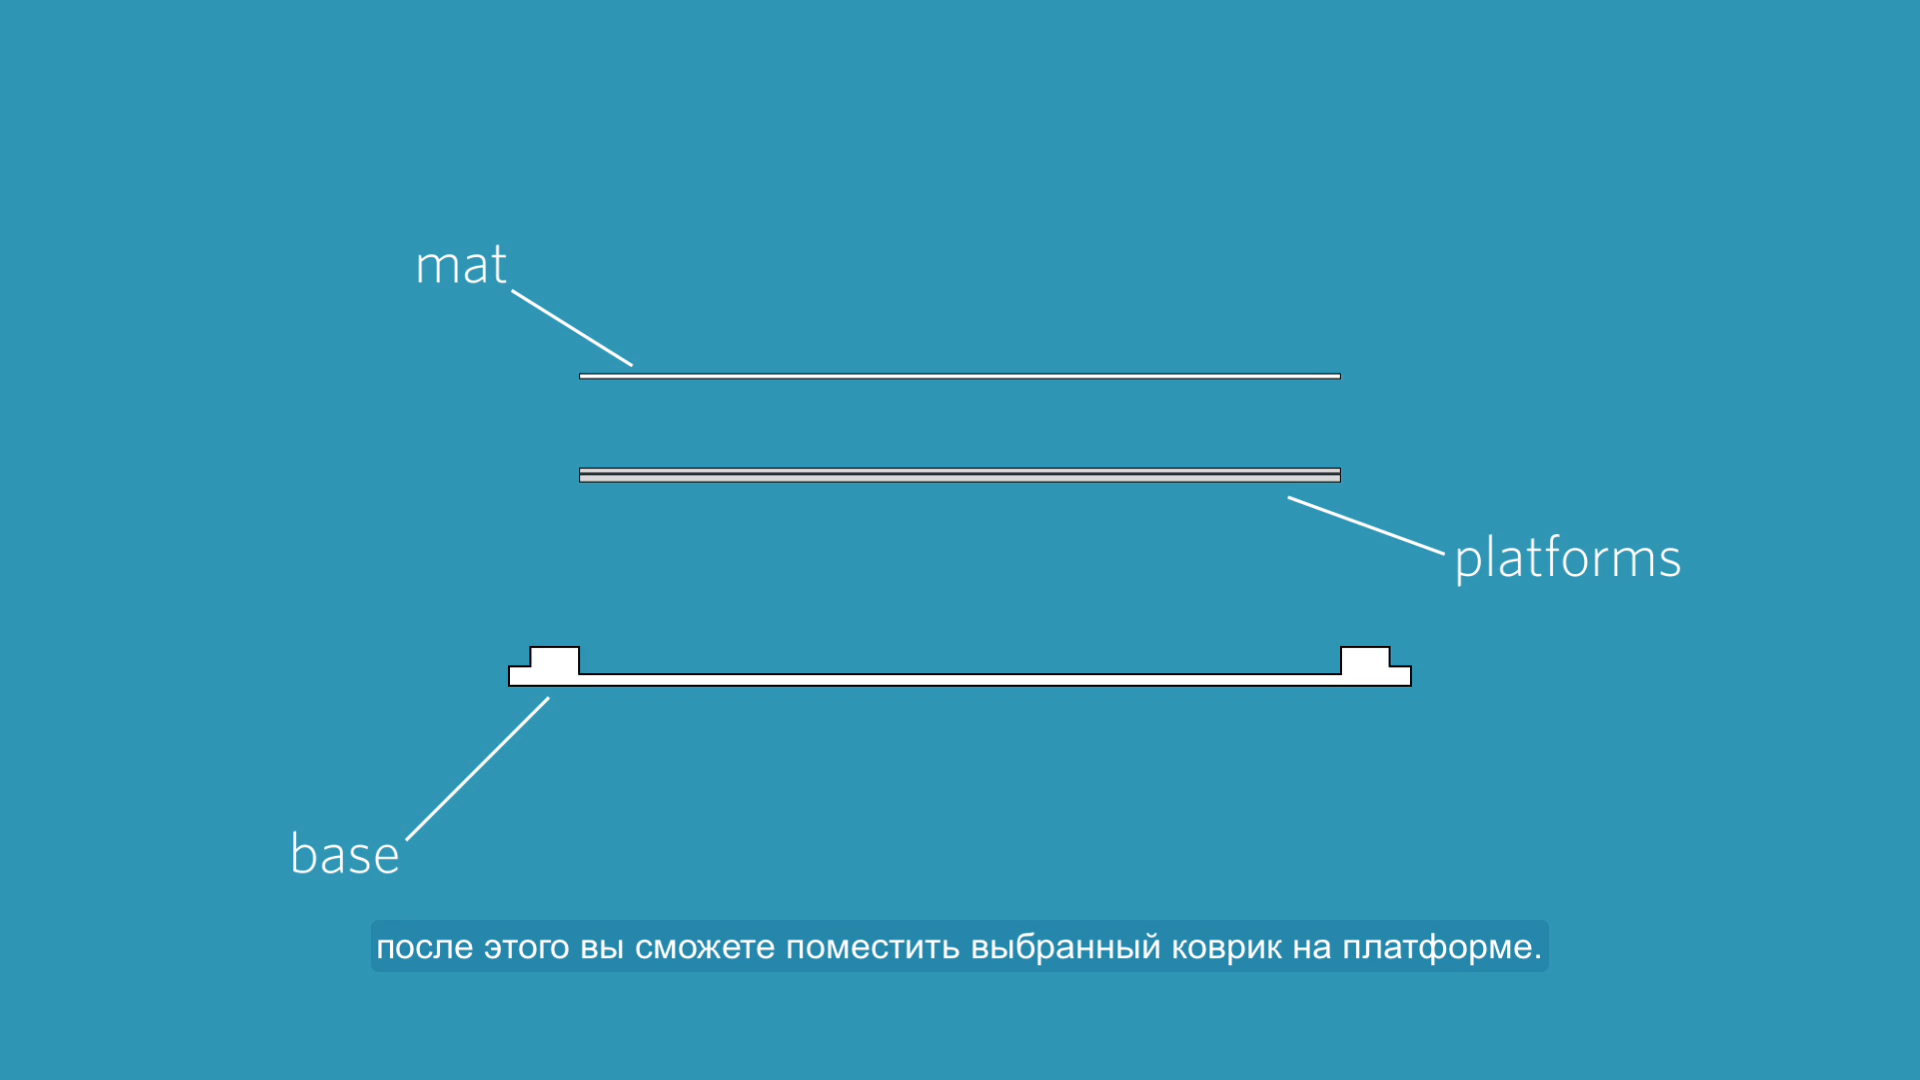 mat
platforms
base
после этого вы сможете поместить выбранный коврик на платформе.